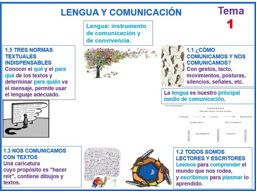 LENGUA Y COMUNICACIÓN
Tema
1
Lengua: instrumento
de comunicación y
de convivencia.
1.5 TRES NORMAS
TEXTUALES
INDISPENSABLES
Conocer el qué y el para
qué de los textos y
determinar para quién va
el mensaje, permite usar
el lenguaje adecuado.
1.1 ¿CÓMO
COMUNICAMOS Y NOS
COMUNICAMOS?
Con gestos, tacto,
movimientos, posturas,
silencios, señales, etc.
La lengua es nuestro principal
medio de comunicación.
1.3 NOS COMUNICAMOS
CON TEXTOS
Una caricatura
cuyo propósito es "hacer
reír", contiene dibujos y
textos.
1.2 TODOS SOMOS
LECTORES Y ESCRITORES
Leemos para comprender el
mundo que nos rodea,
y escribimos para plasmar lo
aprendido.